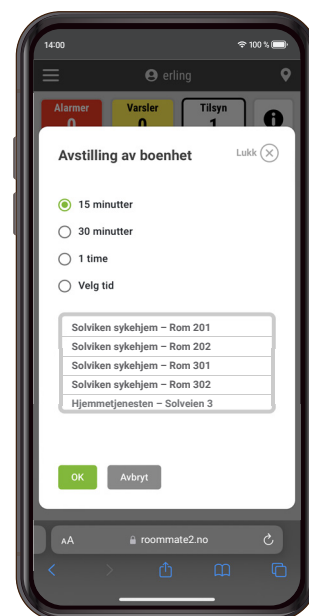 14:00
100 %
erling
Alarmer
Varsler
Tilsyn
0
0
1
Avstilling av boenhet
Lukk
15 minutter
30 minutter
1 time
Velg tid
Solviken sykehjem – Rom 201
Solviken sykehjem – Rom 202
Solviken sykehjem – Rom 301
Solviken sykehjem – Rom 302
Hjemmetjenesten – Solveien 3
OK
Avbryt
AA
roommate2.no